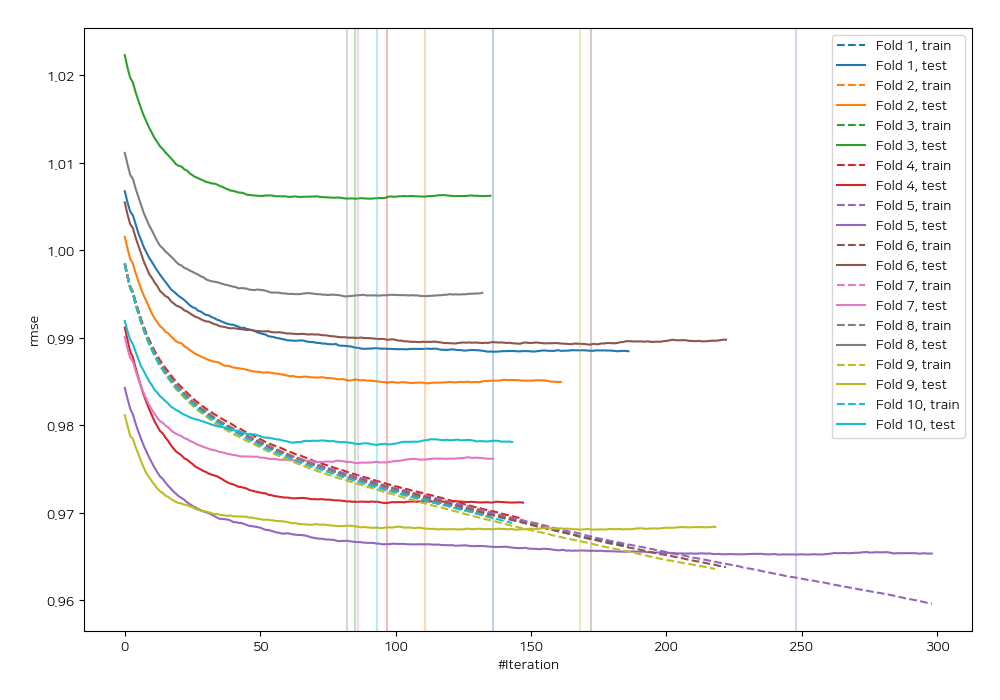 1,02
1,01
1,00
0,99
0,98
0,97
0,96
rmse
0
50
100
150
200
250
300
#Iteration
Fold 1, train
Fold 1, test
Fold 2, train
Fold 2, test
Fold 3, train
Fold 3, test
Fold 4, train
Fold 4, test
Fold 5, train
Fold 5, test
Fold 6, train
Fold 6, test
Fold 7, train
Fold 7, test
Fold 8, train
Fold 8, test
Fold 9, train
Fold 9, test
Fold 10, train
Fold 10, test